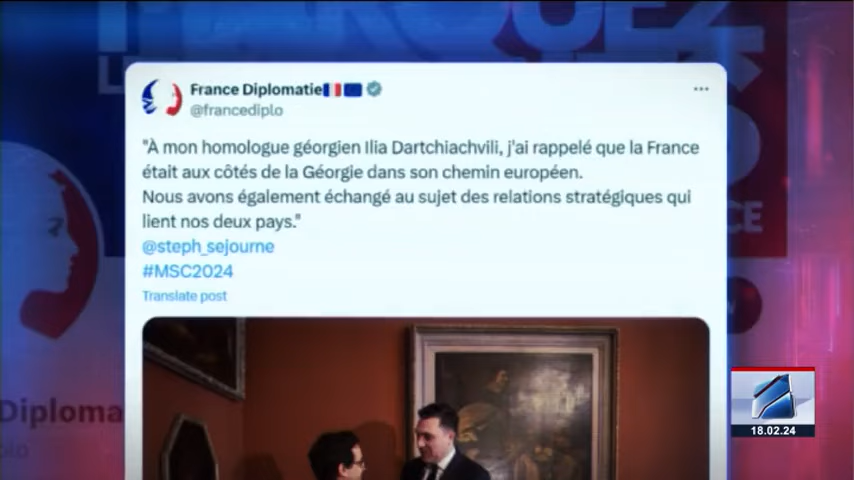 France Diplomatie
@francediplo
"À mon homologue géorgien Ilia Dartchiachvili, j'ai rappelé que la France
était aux côtés de la Géorgie dans son chemin européen.
Nous avons également échangé au sujet des relations stratégiques qui
lient nos deux pays."
@steph_sejourne
#MSC2024
Translate post
Diploma
18.02.24